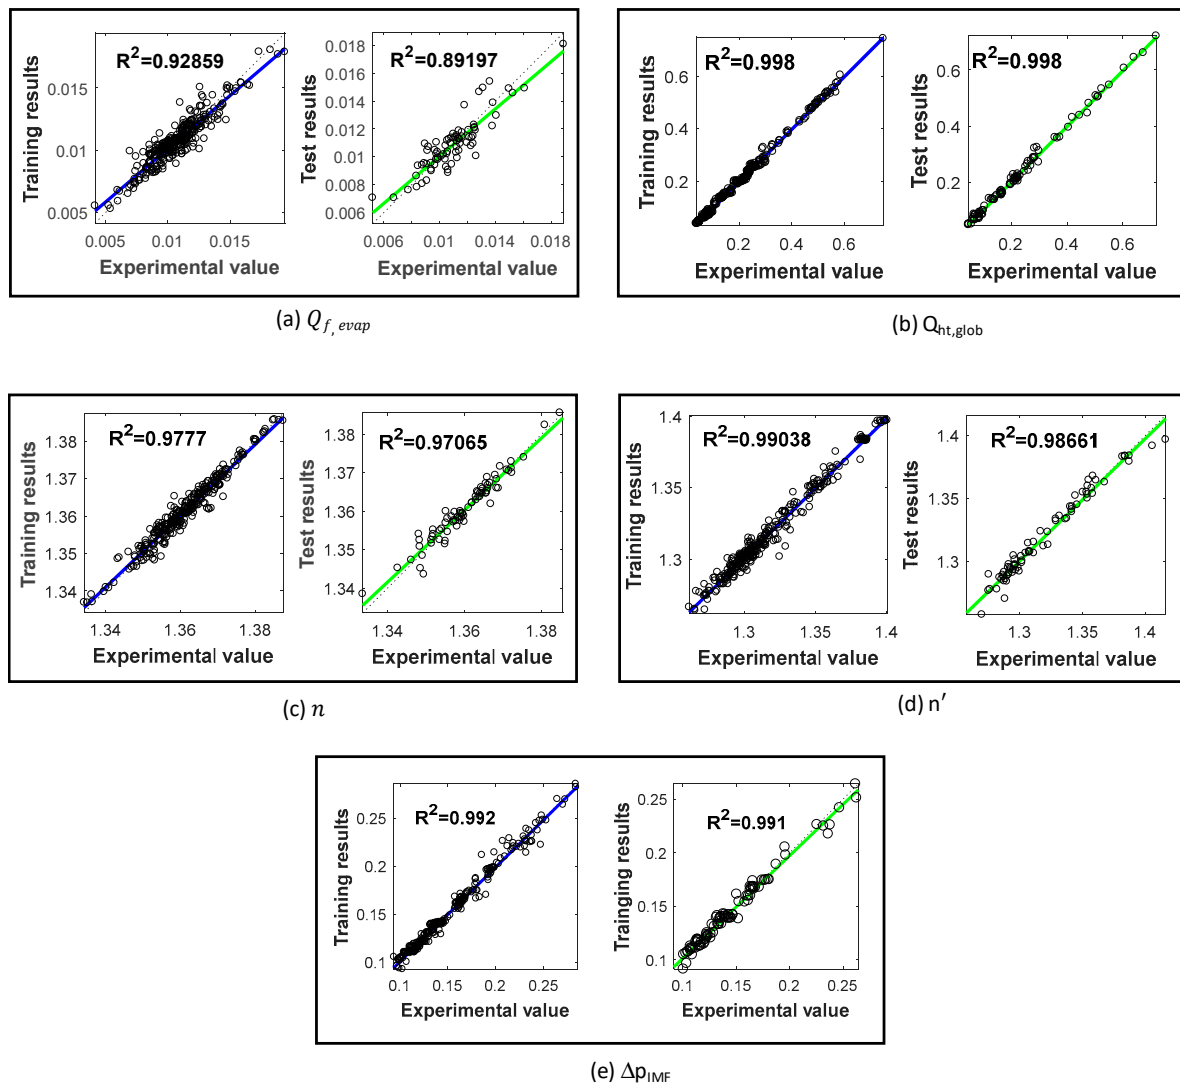 R²=0.92859
Training results
0.015
0.01
0.005
0.005 0.01 0.015
Experimental value
R²=0.89197
Test results
0.018
0.016
0.014
0.012
0.01
0.008
0.006
0.006 0.01 0.014 0.018
Experimental value
(a) Q_{f, evap}
R²=0.998
Training results
0.6
0.4
0.2
0.2 0.4 0.6
Experimental value
R²=0.998
Test results
0.6
0.4
0.2
0.2 0.4 0.6
Experimental value
(b) Q_{ht,glob}
R²=0.9777
Training results
1.38
1.37
1.36
1.35
1.34
1.34 1.36 1.38
Experimental value
R²=0.97065
Test results
1.38
1.37
1.36
1.35
1.34
1.34 1.36 1.38
Experimental value
(c) n
R²=0.99038
Training results
1.4
1.35
1.3
1.3 1.35 1.4
Experimental value
R²=0.98661
Test results
1.4
1.35
1.3
1.3 1.35 1.4
Experimental value
(d) n′
R²=0.992
Training results
0.25
0.2
0.15
0.1
0.1 0.15 0.2 0.25
Experimental value
R²=0.991
Trainging results
0.25
0.2
0.15
0.1
0.1 0.15 0.2 0.25
Experimental value
(e) Δp_{IMF}